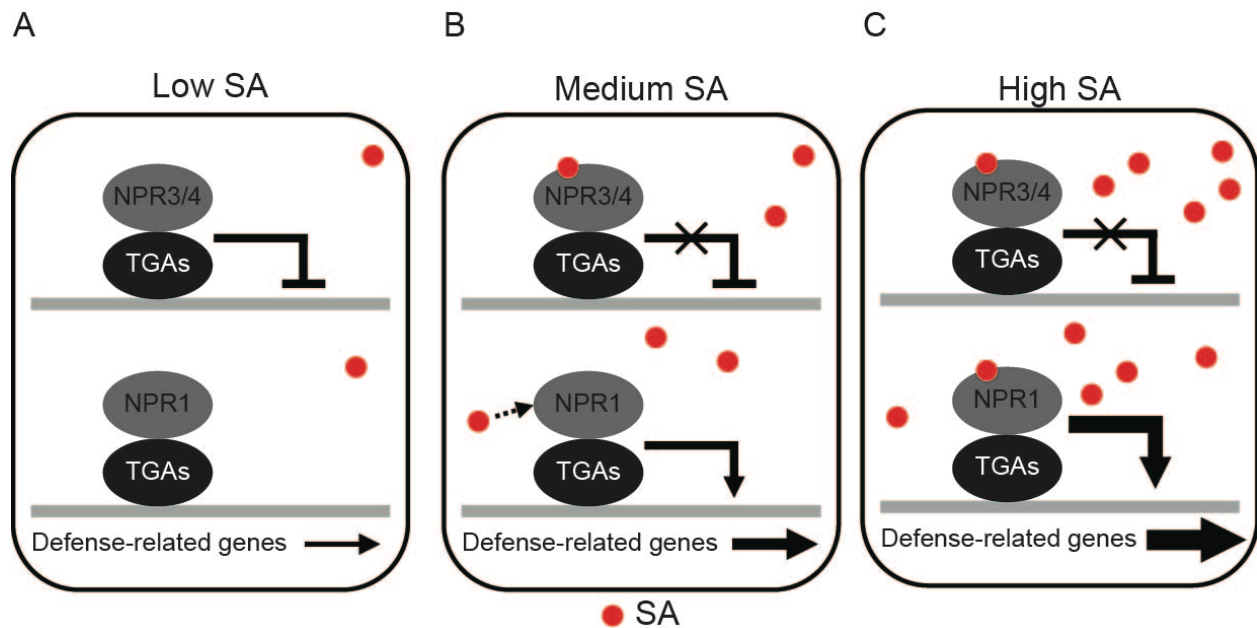 A
B
C
Low SA
Medium SA
High SA
NPR3/4
TGAs
NPR1
TGAs
Defense-related genes
NPR3/4
TGAs
NPR1
TGAs
Defense-related genes
NPR3/4
TGAs
NPR1
TGAs
Defense-related genes
SA